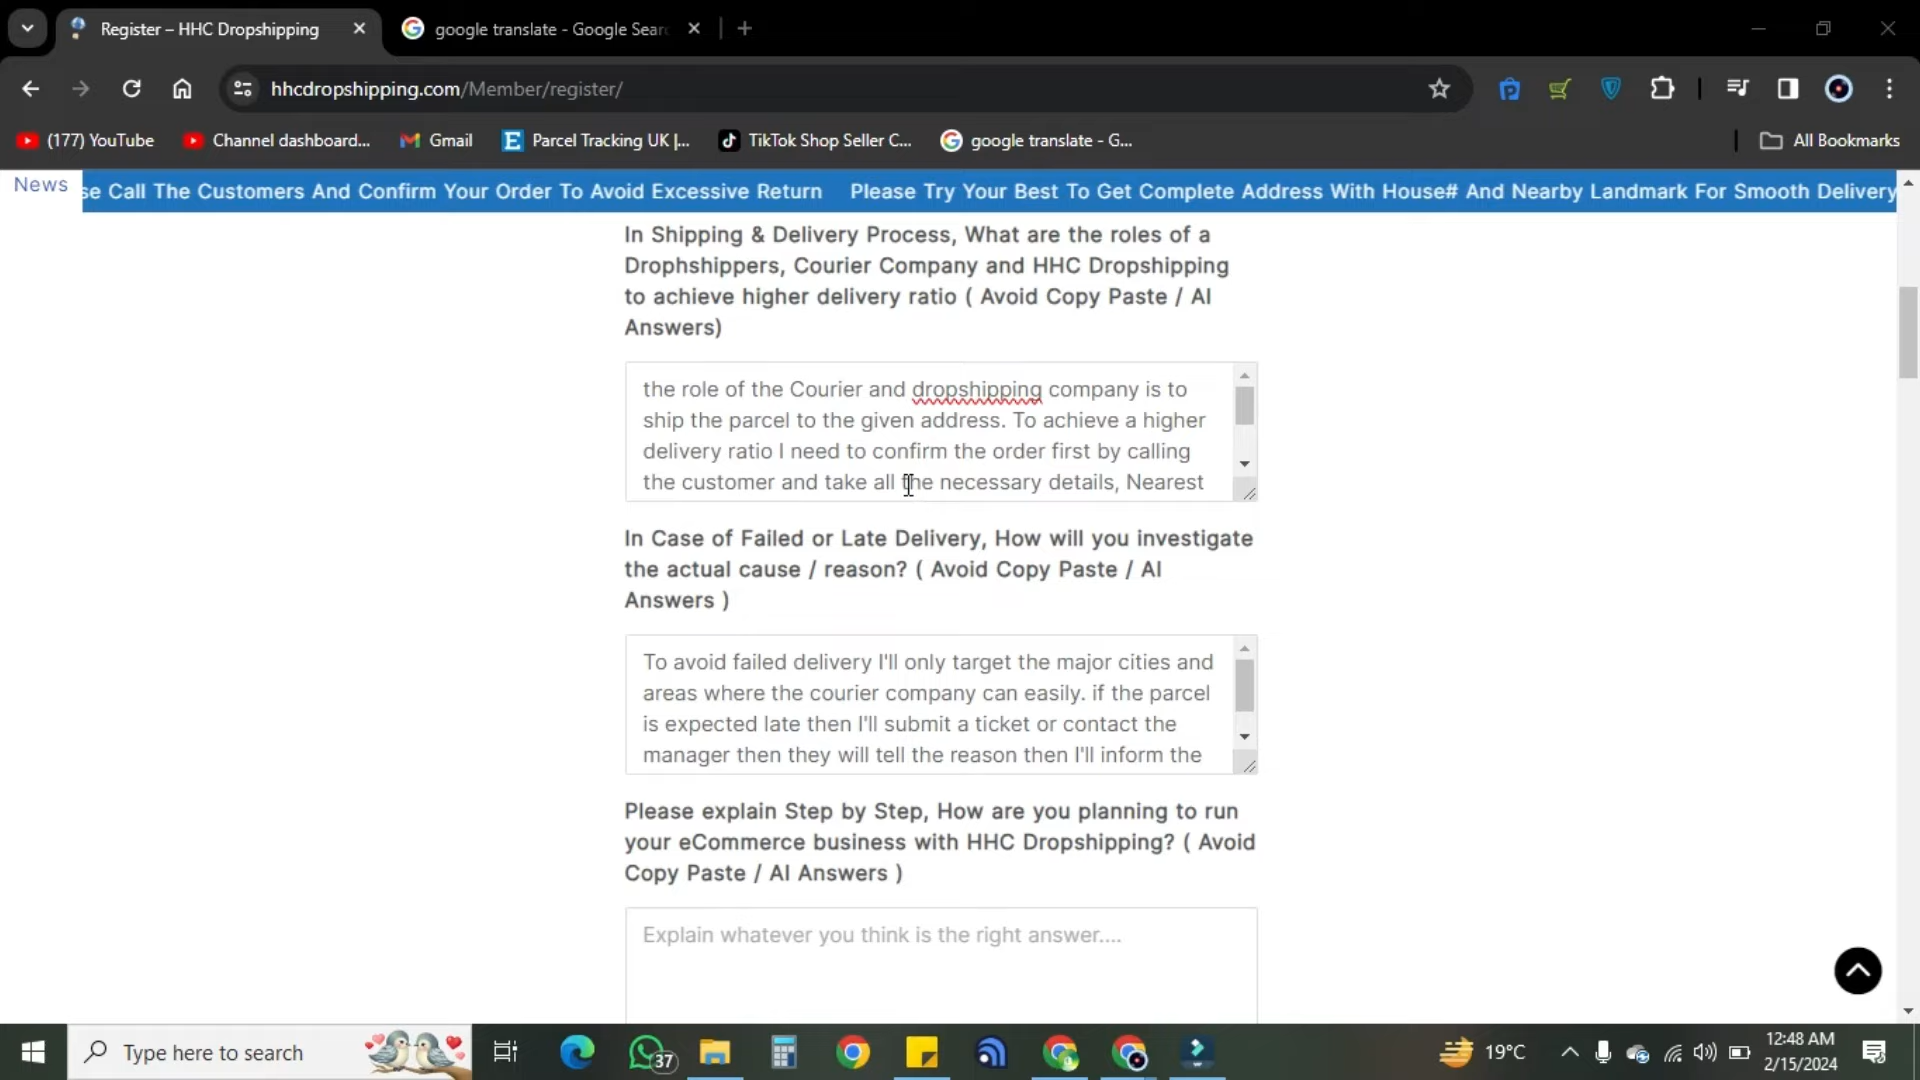 Register – HHC Dropshipping
google translate - Google Sear
hhcdropshipping.com/Member/register/
(177) YouTube
Channel dashboard...
Gmail
Parcel Tracking UK |...
TikTok Shop Seller C...
google translate - G...
All Bookmarks
News
se Call The Customers And Confirm Your Order To Avoid Excessive Return
Please Try Your Best To Get Complete Address With House# And Nearby Landmark For Smooth Delivery
In Shipping & Delivery Process, What are the roles of a
Drophshippers, Courier Company and HHC Dropshipping
to achieve higher delivery ratio ( Avoid Copy Paste / AI
Answers)
the role of the Courier and dropshipping company is to
ship the parcel to the given address. To achieve a higher
delivery ratio I need to confirm the order first by calling
the customer and take all the necessary details, Nearest
In Case of Failed or Late Delivery, How will you investigate
the actual cause / reason? ( Avoid Copy Paste / AI
Answers )
To avoid failed delivery I'll only target the major cities and
areas where the courier company can easily. if the parcel
is expected late then I'll submit a ticket or contact the
manager then they will tell the reason then I'll inform the
Please explain Step by Step, How are you planning to run
your eCommerce business with HHC Dropshipping? ( Avoid
Copy Paste / AI Answers )
Explain whatever you think is the right answer....
Type here to search
37
19°C
12:48 AM
2/15/2024